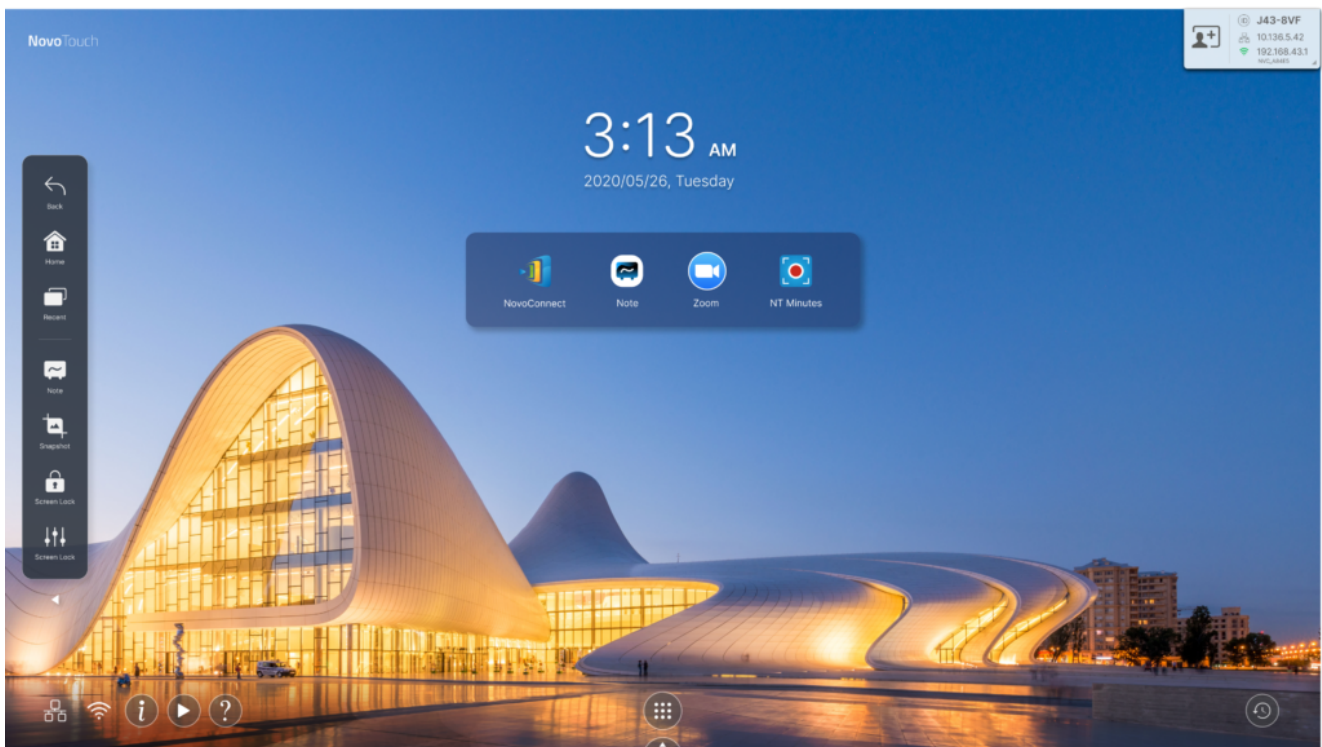 NovoTouch
J43-8VF
10.136.5.42
192.168.43.1
NVC_A84E5
3:13 AM
2020/05/26, Tuesday
Back
Home
Recent
Note
Snapshot
Screen Lock
Screen Lock
NovoConnect
Note
Zoom
NT Minutes
i
?